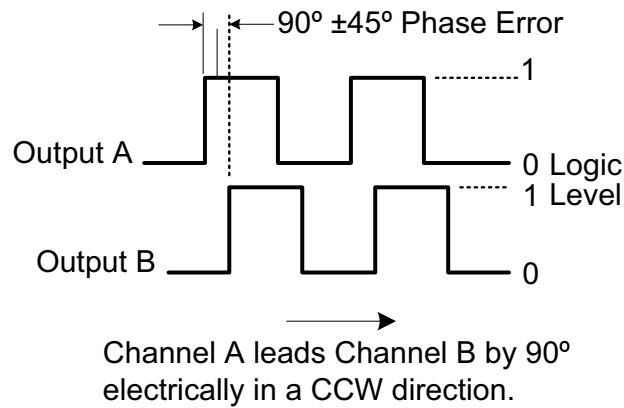 90º ±45º Phase Error
1
Output A
0 Logic
1 Level
Output B
0
Channel A leads Channel B by 90º
electrically in a CCW direction.